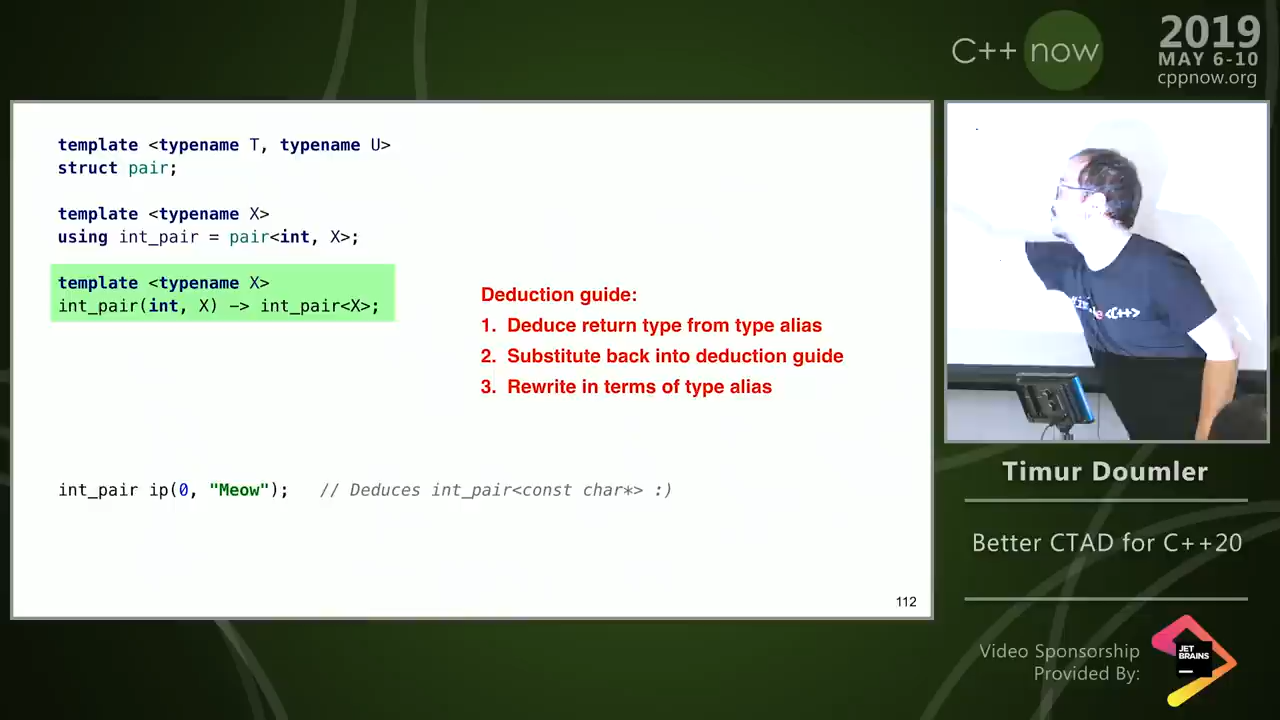 C++ now
2019
MAY 6-10
cppnow.org
template <typename T, typename U>
struct pair;
template <typename X>
using int_pair = pair<int, X>;
template <typename X>
int_pair(int, X) -> int_pair<X>;
Deduction guide:
1. Deduce return type from type alias
2. Substitute back into deduction guide
3. Rewrite in terms of type alias
int_pair ip(0, "Meow"); // Deduces int_pair<const char*> :)
112
Timur Doumler
Better CTAD for C++20
Video Sponsorship
Provided By:
JET
BRAINS